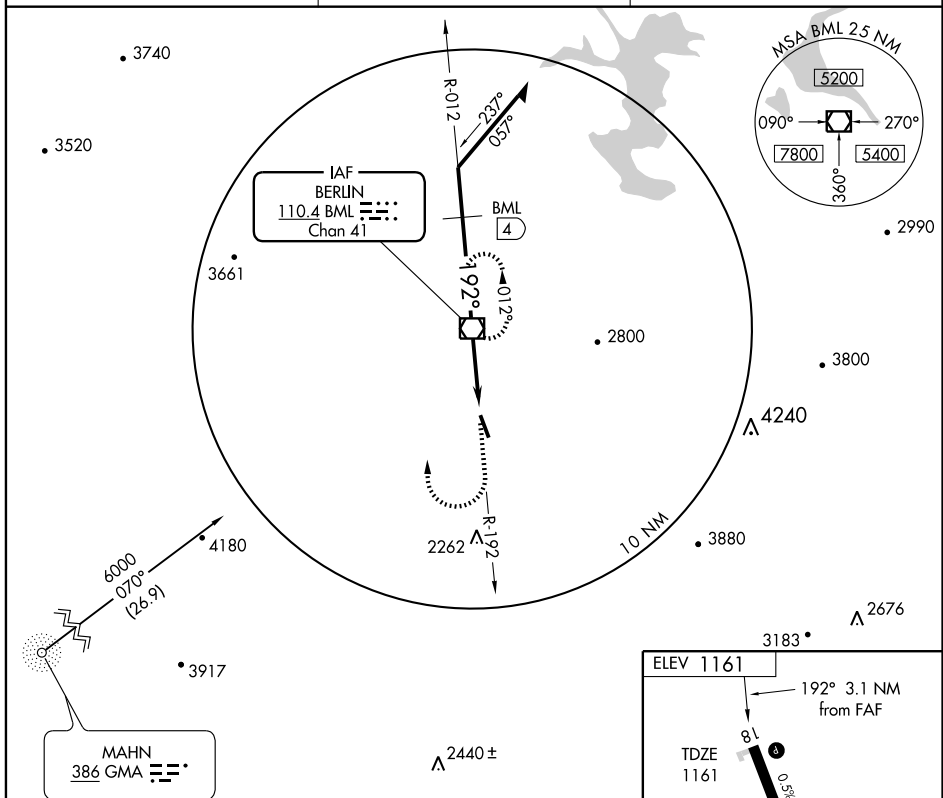 3740
3520
3661
R-012
237°
057°
IAF
BERLIN
110.4 BML
Chan 41
BML
4
192°
012°
MSA BML 25 NM
5200
090°
270°
7800
5400
360°
2990
2800
3800
4240
2262
R-192
10 NM
3880
2676
3183
4180
6000
070°
(26.9)
3917
MAHN
386 GMA
2440 ±
ELEV 1161
192° 3.1 NM
from FAF
18
P
TDZE
1161
0.5%